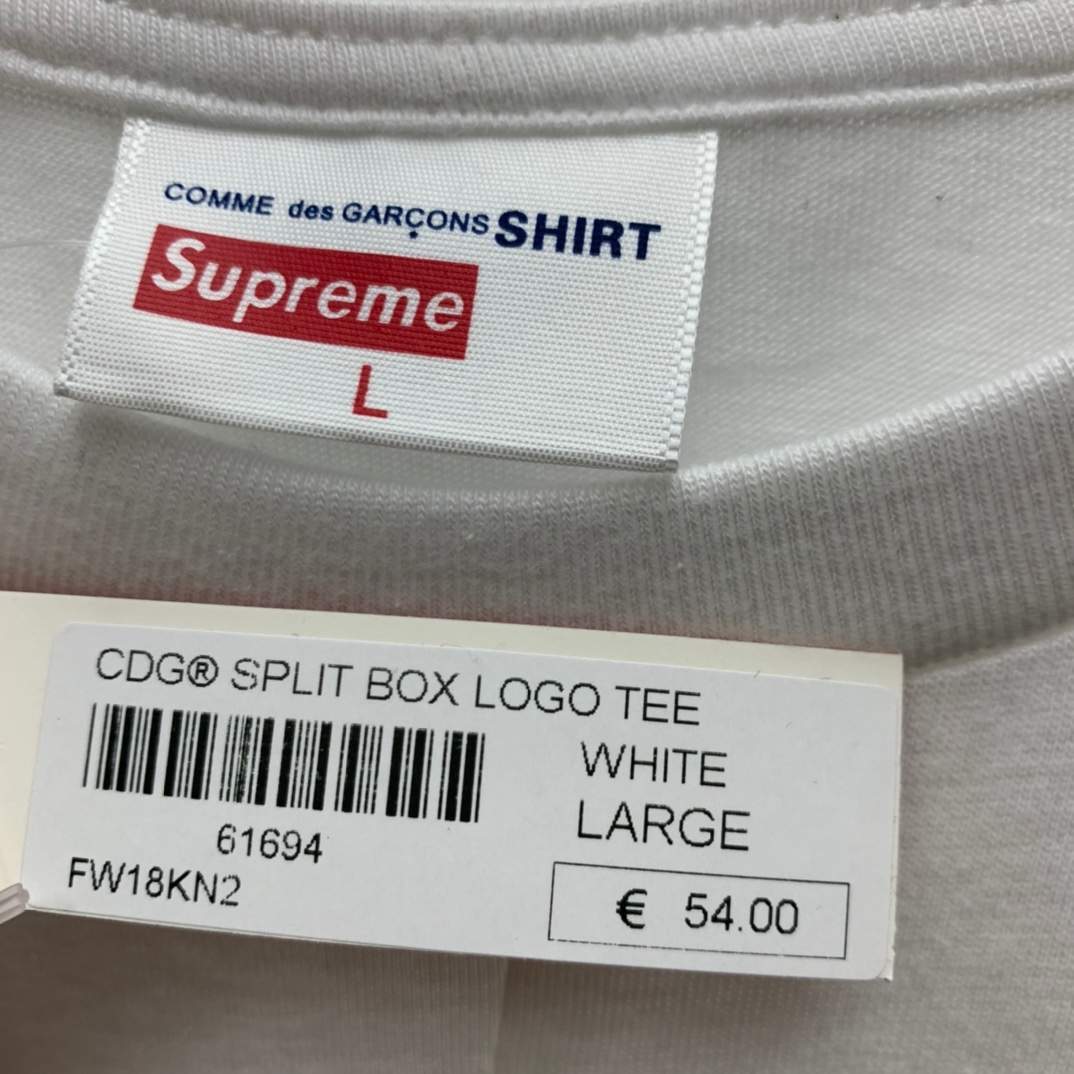 COMME des GARÇONS SHIRT
Supreme
L
CDG® SPLIT BOX LOGO TEE
WHITE
LARGE
61694
FW18KN2
€ 54.00